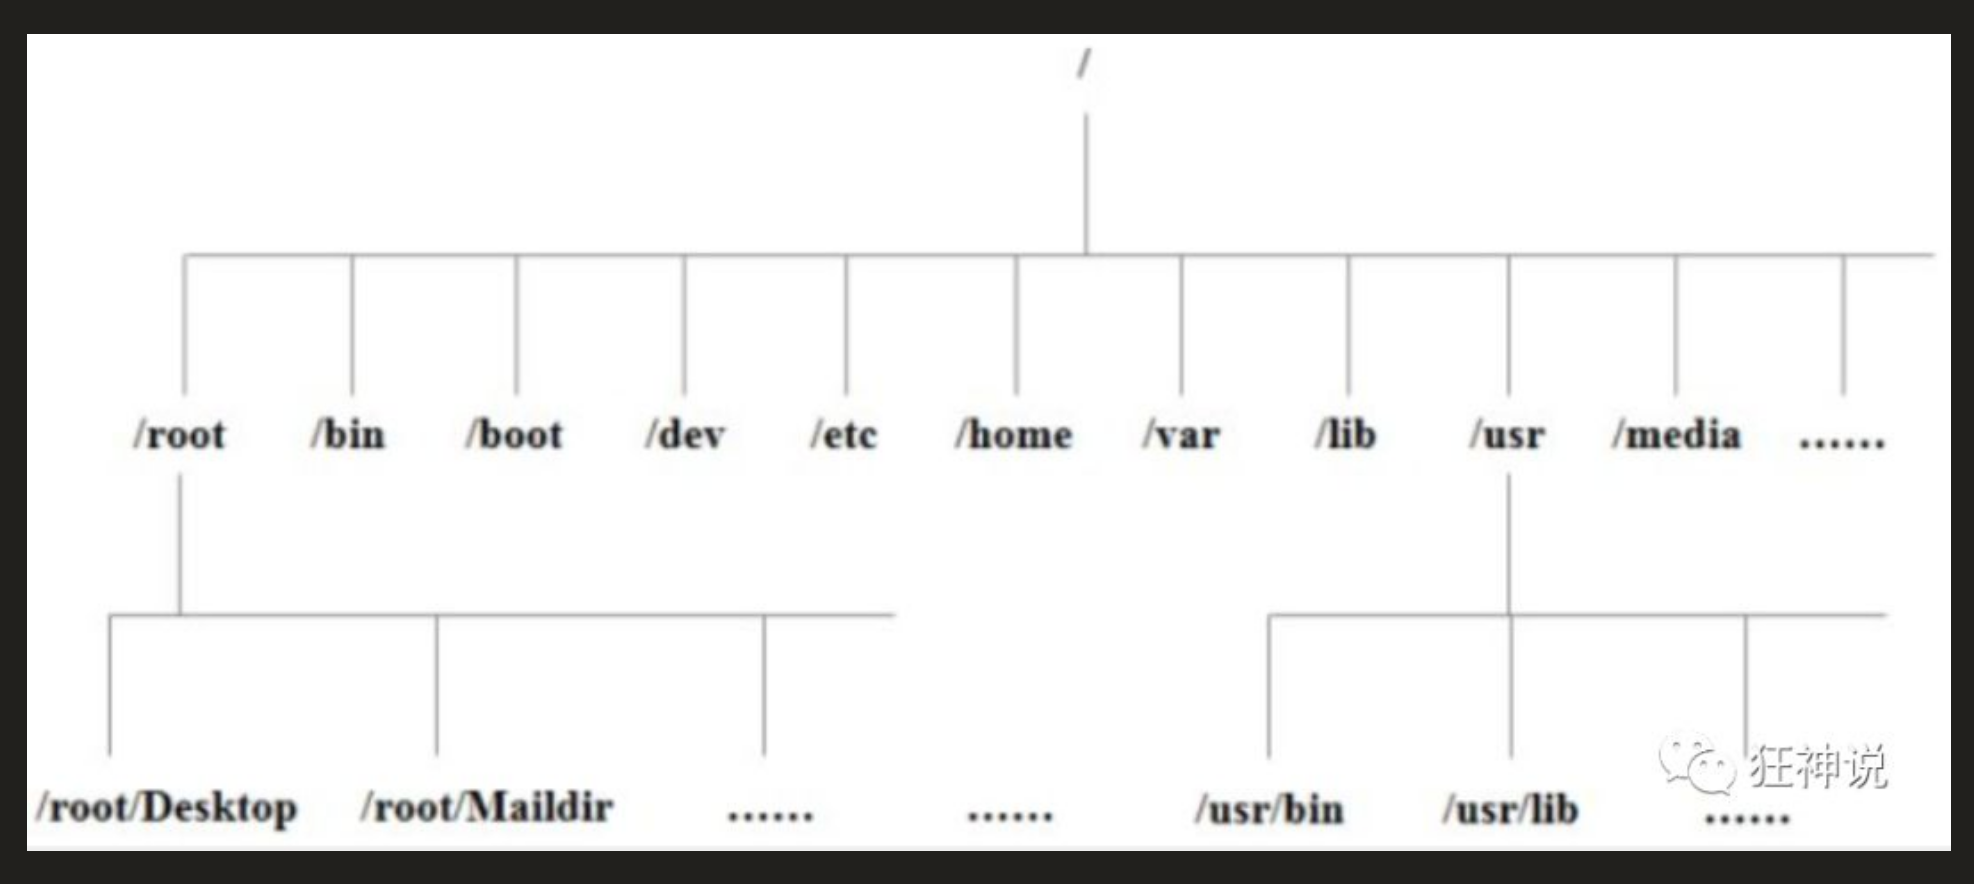 /
/root /bin /boot /dev /etc /home /var /lib /usr /media ......
狂神说
/root/Desktop /root/Maildir ...... ...... /usr/bin /usr/lib ......